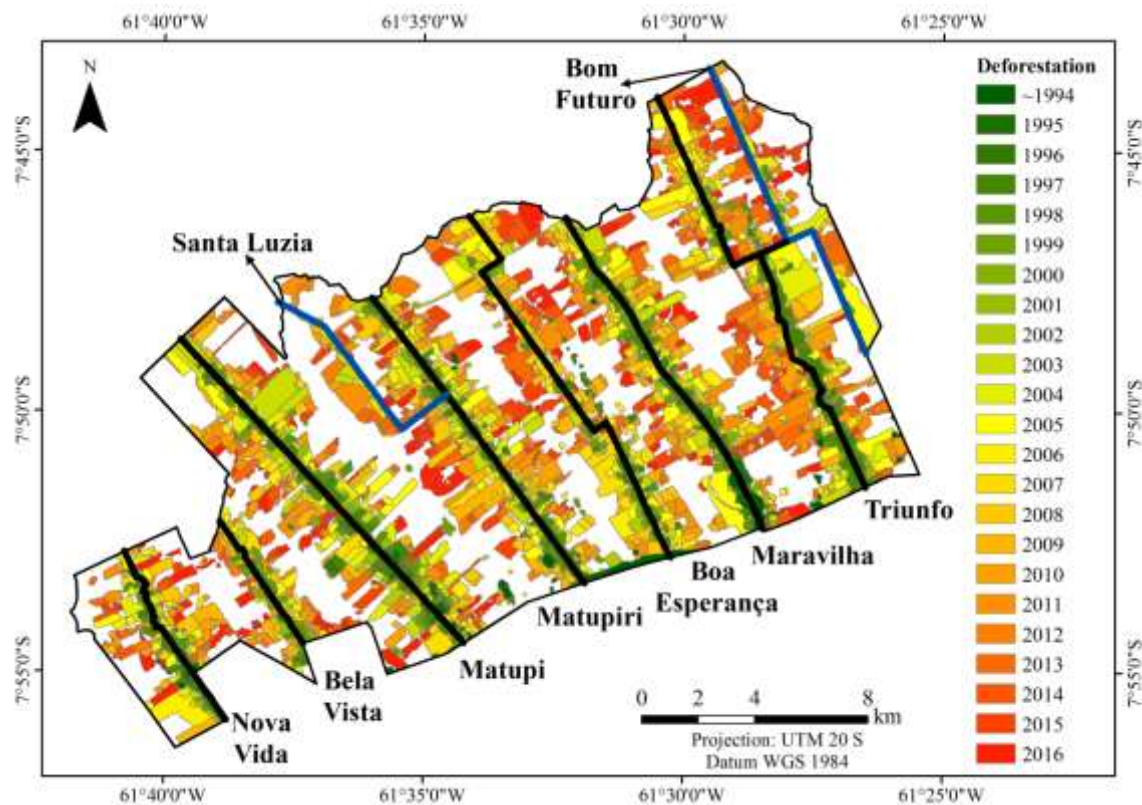 61°40'0"W 61°35'0"W 61°30'0"W 61°25'0"W
N
Bom
Futuro
Santa Luzia
Deforestation
~1994
1995
1996
1997
1998
1999
2000
2001
2002
2003
2004
2005
2006
2007
2008
2009
2010
2011
2012
2013
2014
2015
2016
7°45'0"S
7°50'0"S
7°55'0"S
7°45'0"S
7°50'0"S
7°55'0"S
Triunfo
Maravilha
Boa
Esperança
Matupiri
Matupi
Bela
Vista
Nova
Vida
0 2 4 8
km
Projection: UTM 20 S
Datum WGS 1984
61°40'0"W 61°35'0"W 61°30'0"W 61°25'0"W